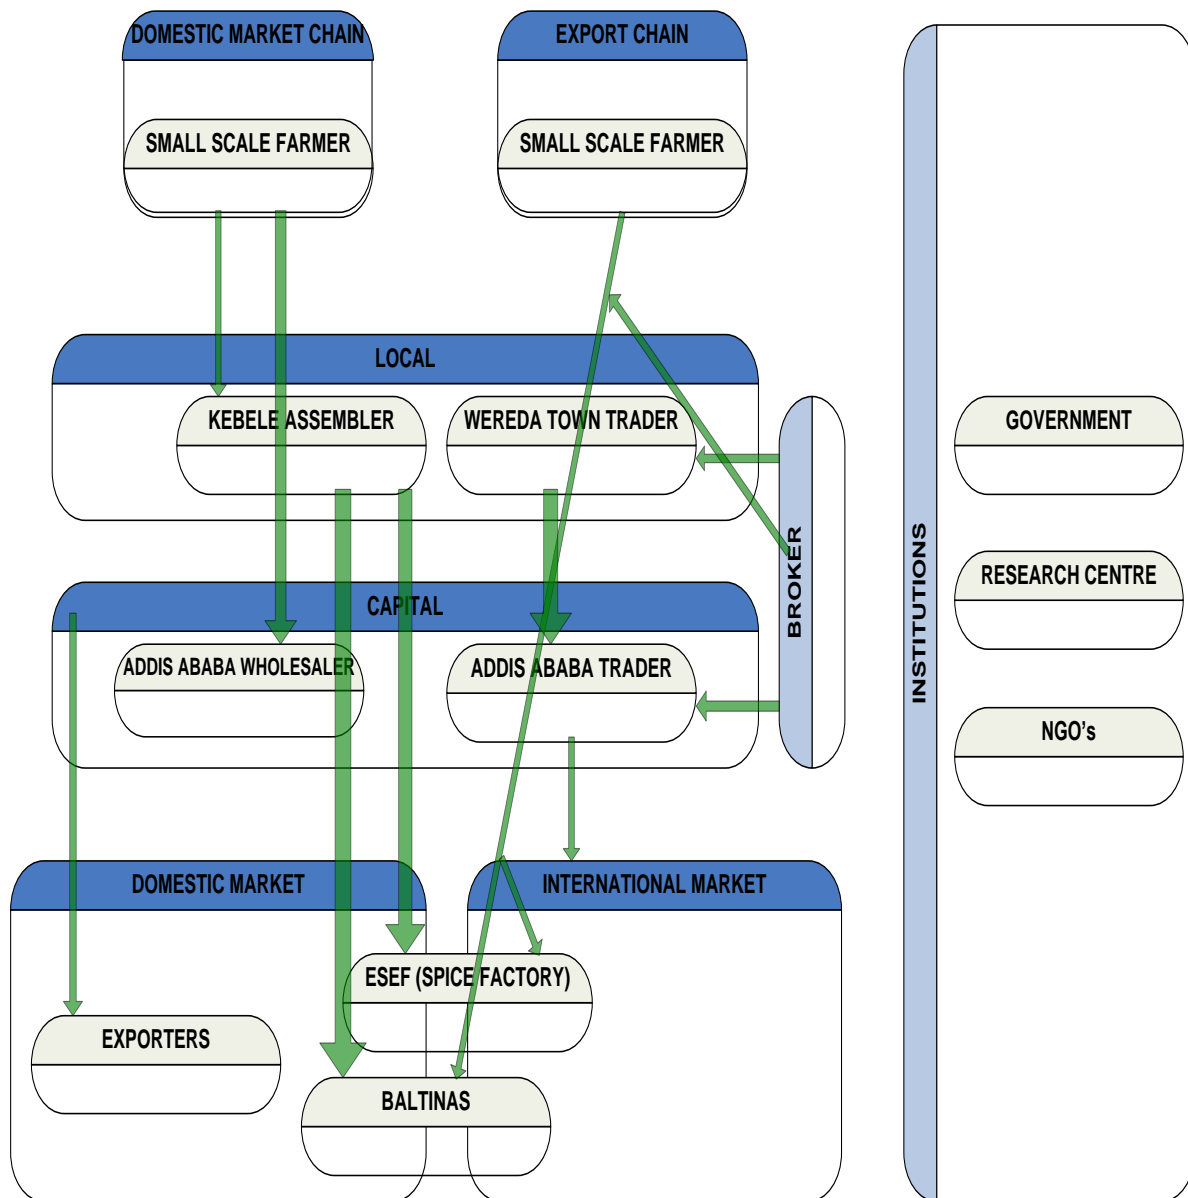 DOMESTIC MARKET CHAIN
EXPORT CHAIN
SMALL SCALE FARMER
SMALL SCALE FARMER
LOCAL
KEBELE ASSEMBLER
WEREDA TOWN TRADER
BROKER
CAPITAL
ADDIS ABABA WHOLESALER
ADDIS ABABA TRADER
DOMESTIC MARKET
INTERNATIONAL MARKET
ESEF (SPICE FACTORY)
EXPORTERS
BALTINAS
INSTITUTIONS
GOVERNMENT
RESEARCH CENTRE
NGO's